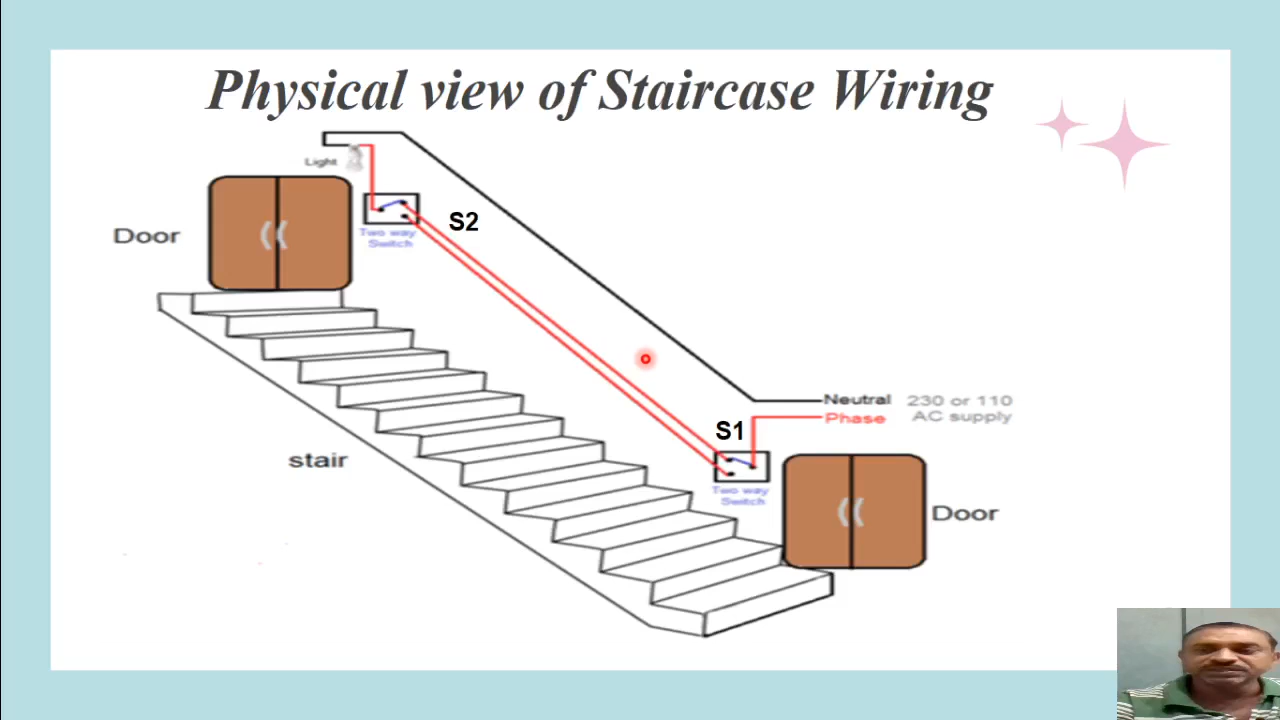 Physical view of Staircase Wiring
Light
S2
Two way
Switch
Door
Neutral 230 or 110
Phase AC supply
S1
stair
Two way
Switch
Door